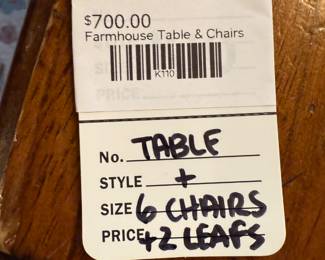 $700.00
Farmhouse Table & Chairs
K110
No. TABLE
STYLE +
SIZE 6 CHAIRS
PRICE +2 LEAFS